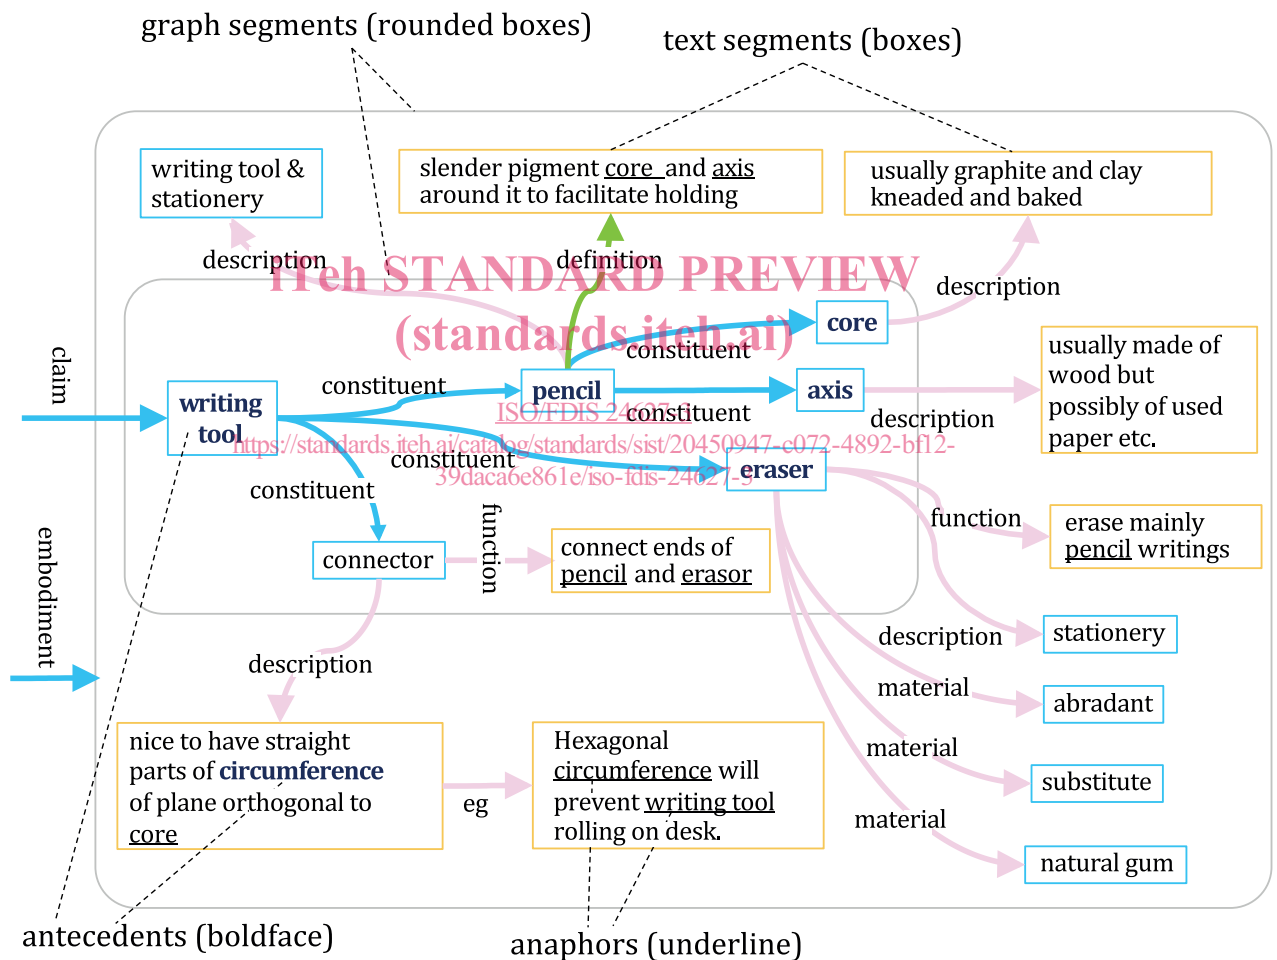 graph segments (rounded boxes)
text segments (boxes)
writing tool &
stationery
slender pigment core and axis
around it to facilitate holding
usually graphite and clay
kneaded and baked
description
definition
description
iTeh STANDARD PREVIEW
(standards.iteh.ai)
core
constituent
claim
writing
tool
constituent
pencil
constituent
axis
description
usually made of
wood but
possibly of used
paper etc.
ISO/FDIS 24627-3
https://standards.iteh.ai/catalog/standards/sist/20450947-c072-4892-bf12-
39daca6e861e/iso-fdis-24627-3
constituent
eraser
constituent
function
function
erase mainly
pencil writings
connector
connect ends of
pencil and erasor
embodiment
description
description
stationery
material
abradant
material
substitute
material
natural gum
nice to have straight
parts of circumference
of plane orthogonal to
core
eg
Hexagonal
circumference will
prevent writing tool
rolling on desk.
antecedents (boldface)
anaphors (underline)